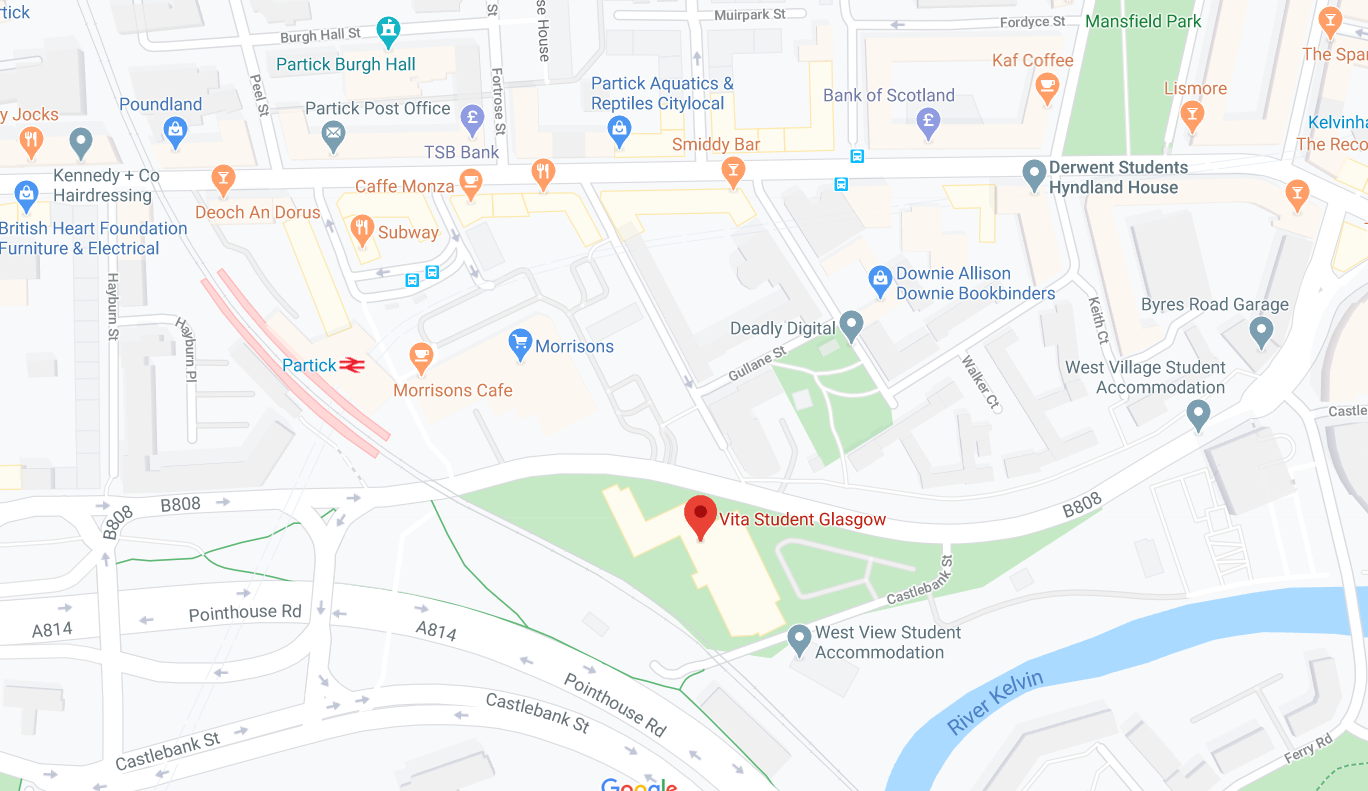 rtick
Burgh Hall St
Partick Burgh Hall
St
se House
Muirpark St
Fordyce St
Mansfield Park
The Spar
Kaf Coffee
Lismore
Peel St
Fortrose St
Partick Aquatics &
Reptiles Citylocal
Bank of Scotland
Poundland
Partick Post Office
y Jocks
TSB Bank
Smiddy Bar
Kelvinha
The Reco
Kennedy + Co
Hairdressing
Caffe Monza
Derwent Students
Hyndland House
Deoch An Dorus
Subway
British Heart Foundation
Furniture & Electrical
Downie Allison
Downie Bookbinders
Hayburn St
Hayburn Pl
Keith Ct
Byres Road Garage
Deadly Digital
Partick
Morrisons
Morrisons Cafe
Gullane St
Walker Ct
West Village Student
Accommodation
Castle
B808
B808
B808
Vita Student Glasgow
Castlebank St
Pointhouse Rd
A814
A814
West View Student
Accommodation
Pointhouse Rd
Castlebank St
Castlebank St
River Kelvin
Ferry Rd
Google